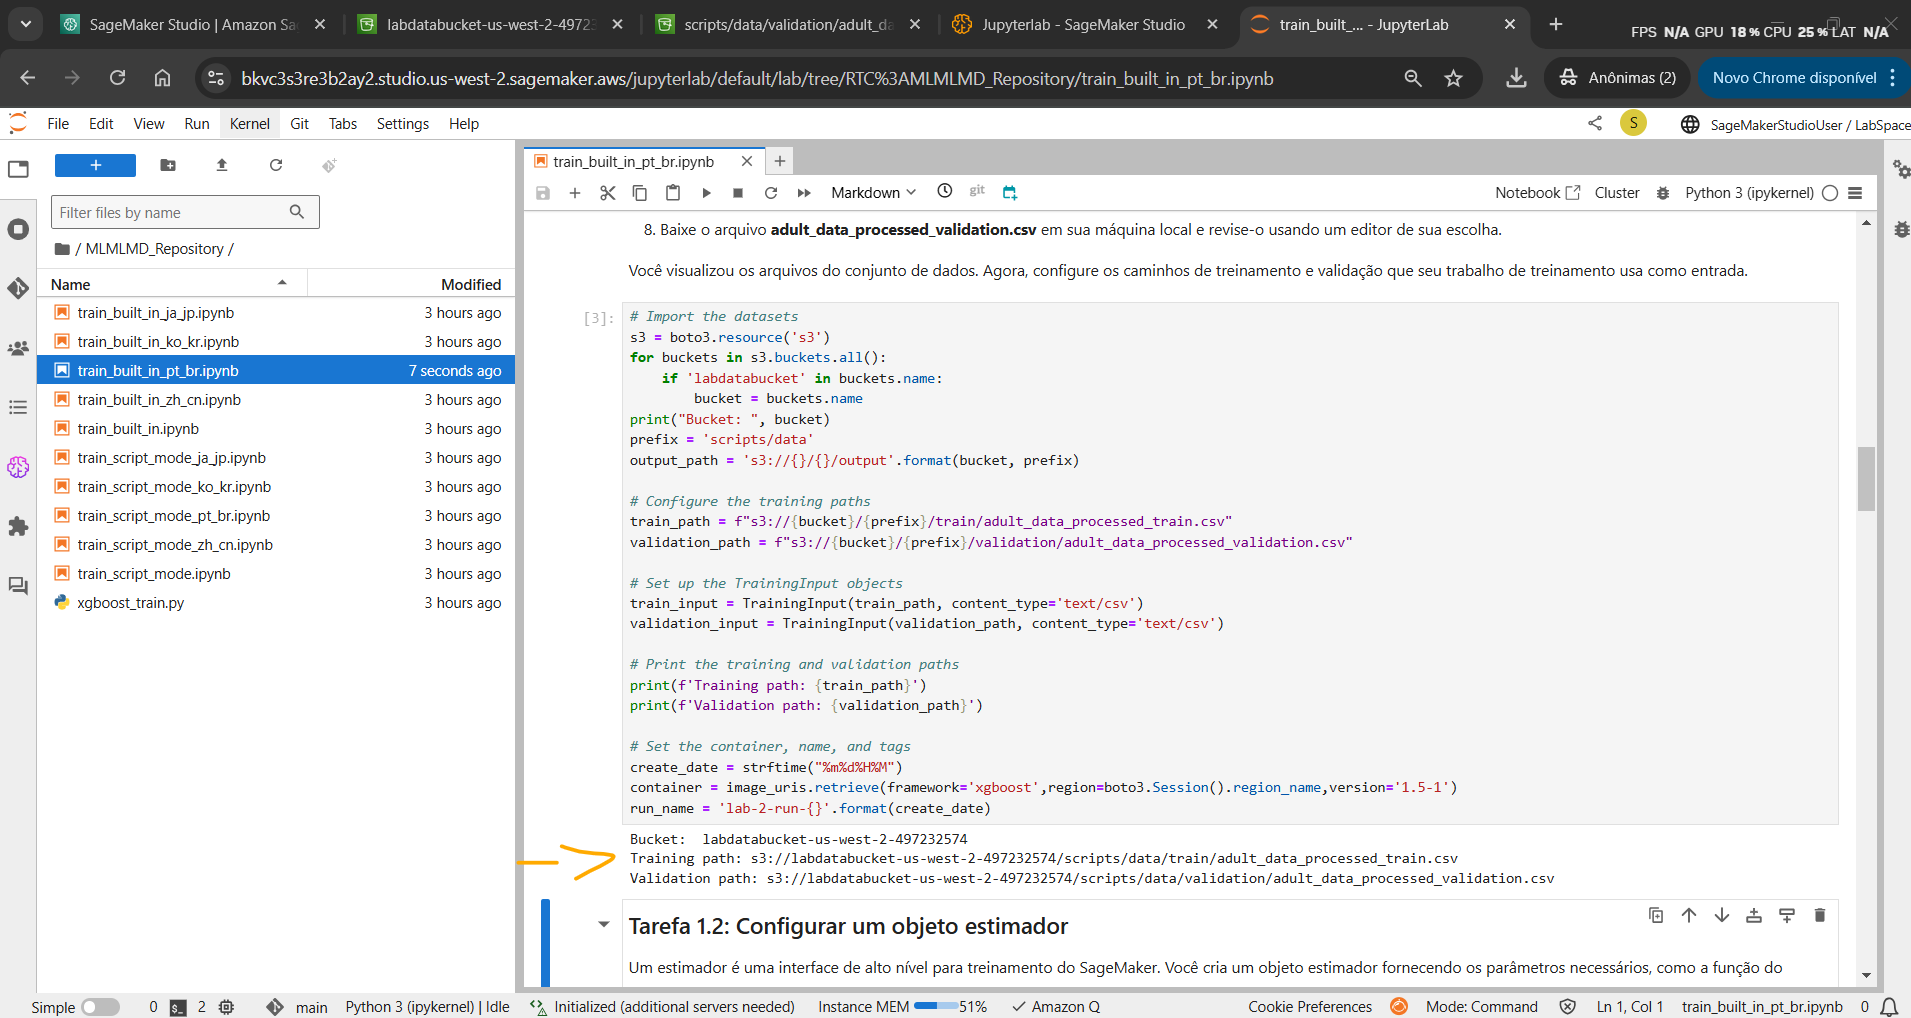 SageMaker Studio | Amazon Sa
labdatabucket-us-west-2-49723
scripts/data/validation/adult_da
Jupyterlab - SageMaker Studio
train_built_... - JupyterLab
FPS N/A GPU 18 % CPU 25 % LAT N/A
bkvc3s3re3b2ay2.studio.us-west-2.sagemaker.aws/jupyterlab/default/lab/tree/RTC%3AMLMLMD_Repository/train_built_in_pt_br.ipynb
Anônimas (2)
Novo Chrome disponível
File Edit View Run Kernel Git Tabs Settings Help
S
SageMakerStudioUser / LabSpace
train_built_in_pt_br.ipynb
Filter files by name
Markdown
git
Notebook
Cluster
Python 3 (ipykernel)
/ MLMLMD_Repository /
Name Modified
train_built_in_ja_jp.ipynb 3 hours ago
train_built_in_ko_kr.ipynb 3 hours ago
train_built_in_pt_br.ipynb 7 seconds ago
train_built_in_zh_cn.ipynb 3 hours ago
train_built_in.ipynb 3 hours ago
train_script_mode_ja_jp.ipynb 3 hours ago
train_script_mode_ko_kr.ipynb 3 hours ago
train_script_mode_pt_br.ipynb 3 hours ago
train_script_mode_zh_cn.ipynb 3 hours ago
train_script_mode.ipynb 3 hours ago
xgboost_train.py 3 hours ago
8. Baixe o arquivo adult_data_processed_validation.csv em sua máquina local e revise-o usando um editor de sua escolha.
Você visualizou os arquivos do conjunto de dados. Agora, configure os caminhos de treinamento e validação que seu trabalho de treinamento usa como entrada.
[3]:
# Import the datasets
s3 = boto3.resource('s3')
for buckets in s3.buckets.all():
    if 'labdatabucket' in buckets.name:
        bucket = buckets.name
print("Bucket: ", bucket)
prefix = 'scripts/data'
output_path = 's3://{}/{}/output'.format(bucket, prefix)
# Configure the training paths
train_path = f"s3://{bucket}/{prefix}/train/adult_data_processed_train.csv"
validation_path = f"s3://{bucket}/{prefix}/validation/adult_data_processed_validation.csv"
# Set up the TrainingInput objects
train_input = TrainingInput(train_path, content_type='text/csv')
validation_input = TrainingInput(validation_path, content_type='text/csv')
# Print the training and validation paths
print(f'Training path: {train_path}')
print(f'Validation path: {validation_path}')
# Set the container, name, and tags
create_date = strftime("%m%d%H%M")
container = image_uris.retrieve(framework='xgboost',region=boto3.Session().region_name,version='1.5-1')
run_name = 'lab-2-run-{}'.format(create_date)
Bucket:  labdatabucket-us-west-2-497232574
Training path: s3://labdatabucket-us-west-2-497232574/scripts/data/train/adult_data_processed_train.csv
Validation path: s3://labdatabucket-us-west-2-497232574/scripts/data/validation/adult_data_processed_validation.csv
Tarefa 1.2: Configurar um objeto estimador
Um estimador é uma interface de alto nível para treinamento do SageMaker. Você cria um objeto estimador fornecendo os parâmetros necessários, como a função do
Simple 0 2 main Python 3 (ipykernel) | Idle Initialized (additional servers needed) Instance MEM 51% Amazon Q Cookie Preferences Mode: Command Ln 1, Col 1 train_built_in_pt_br.ipynb 0